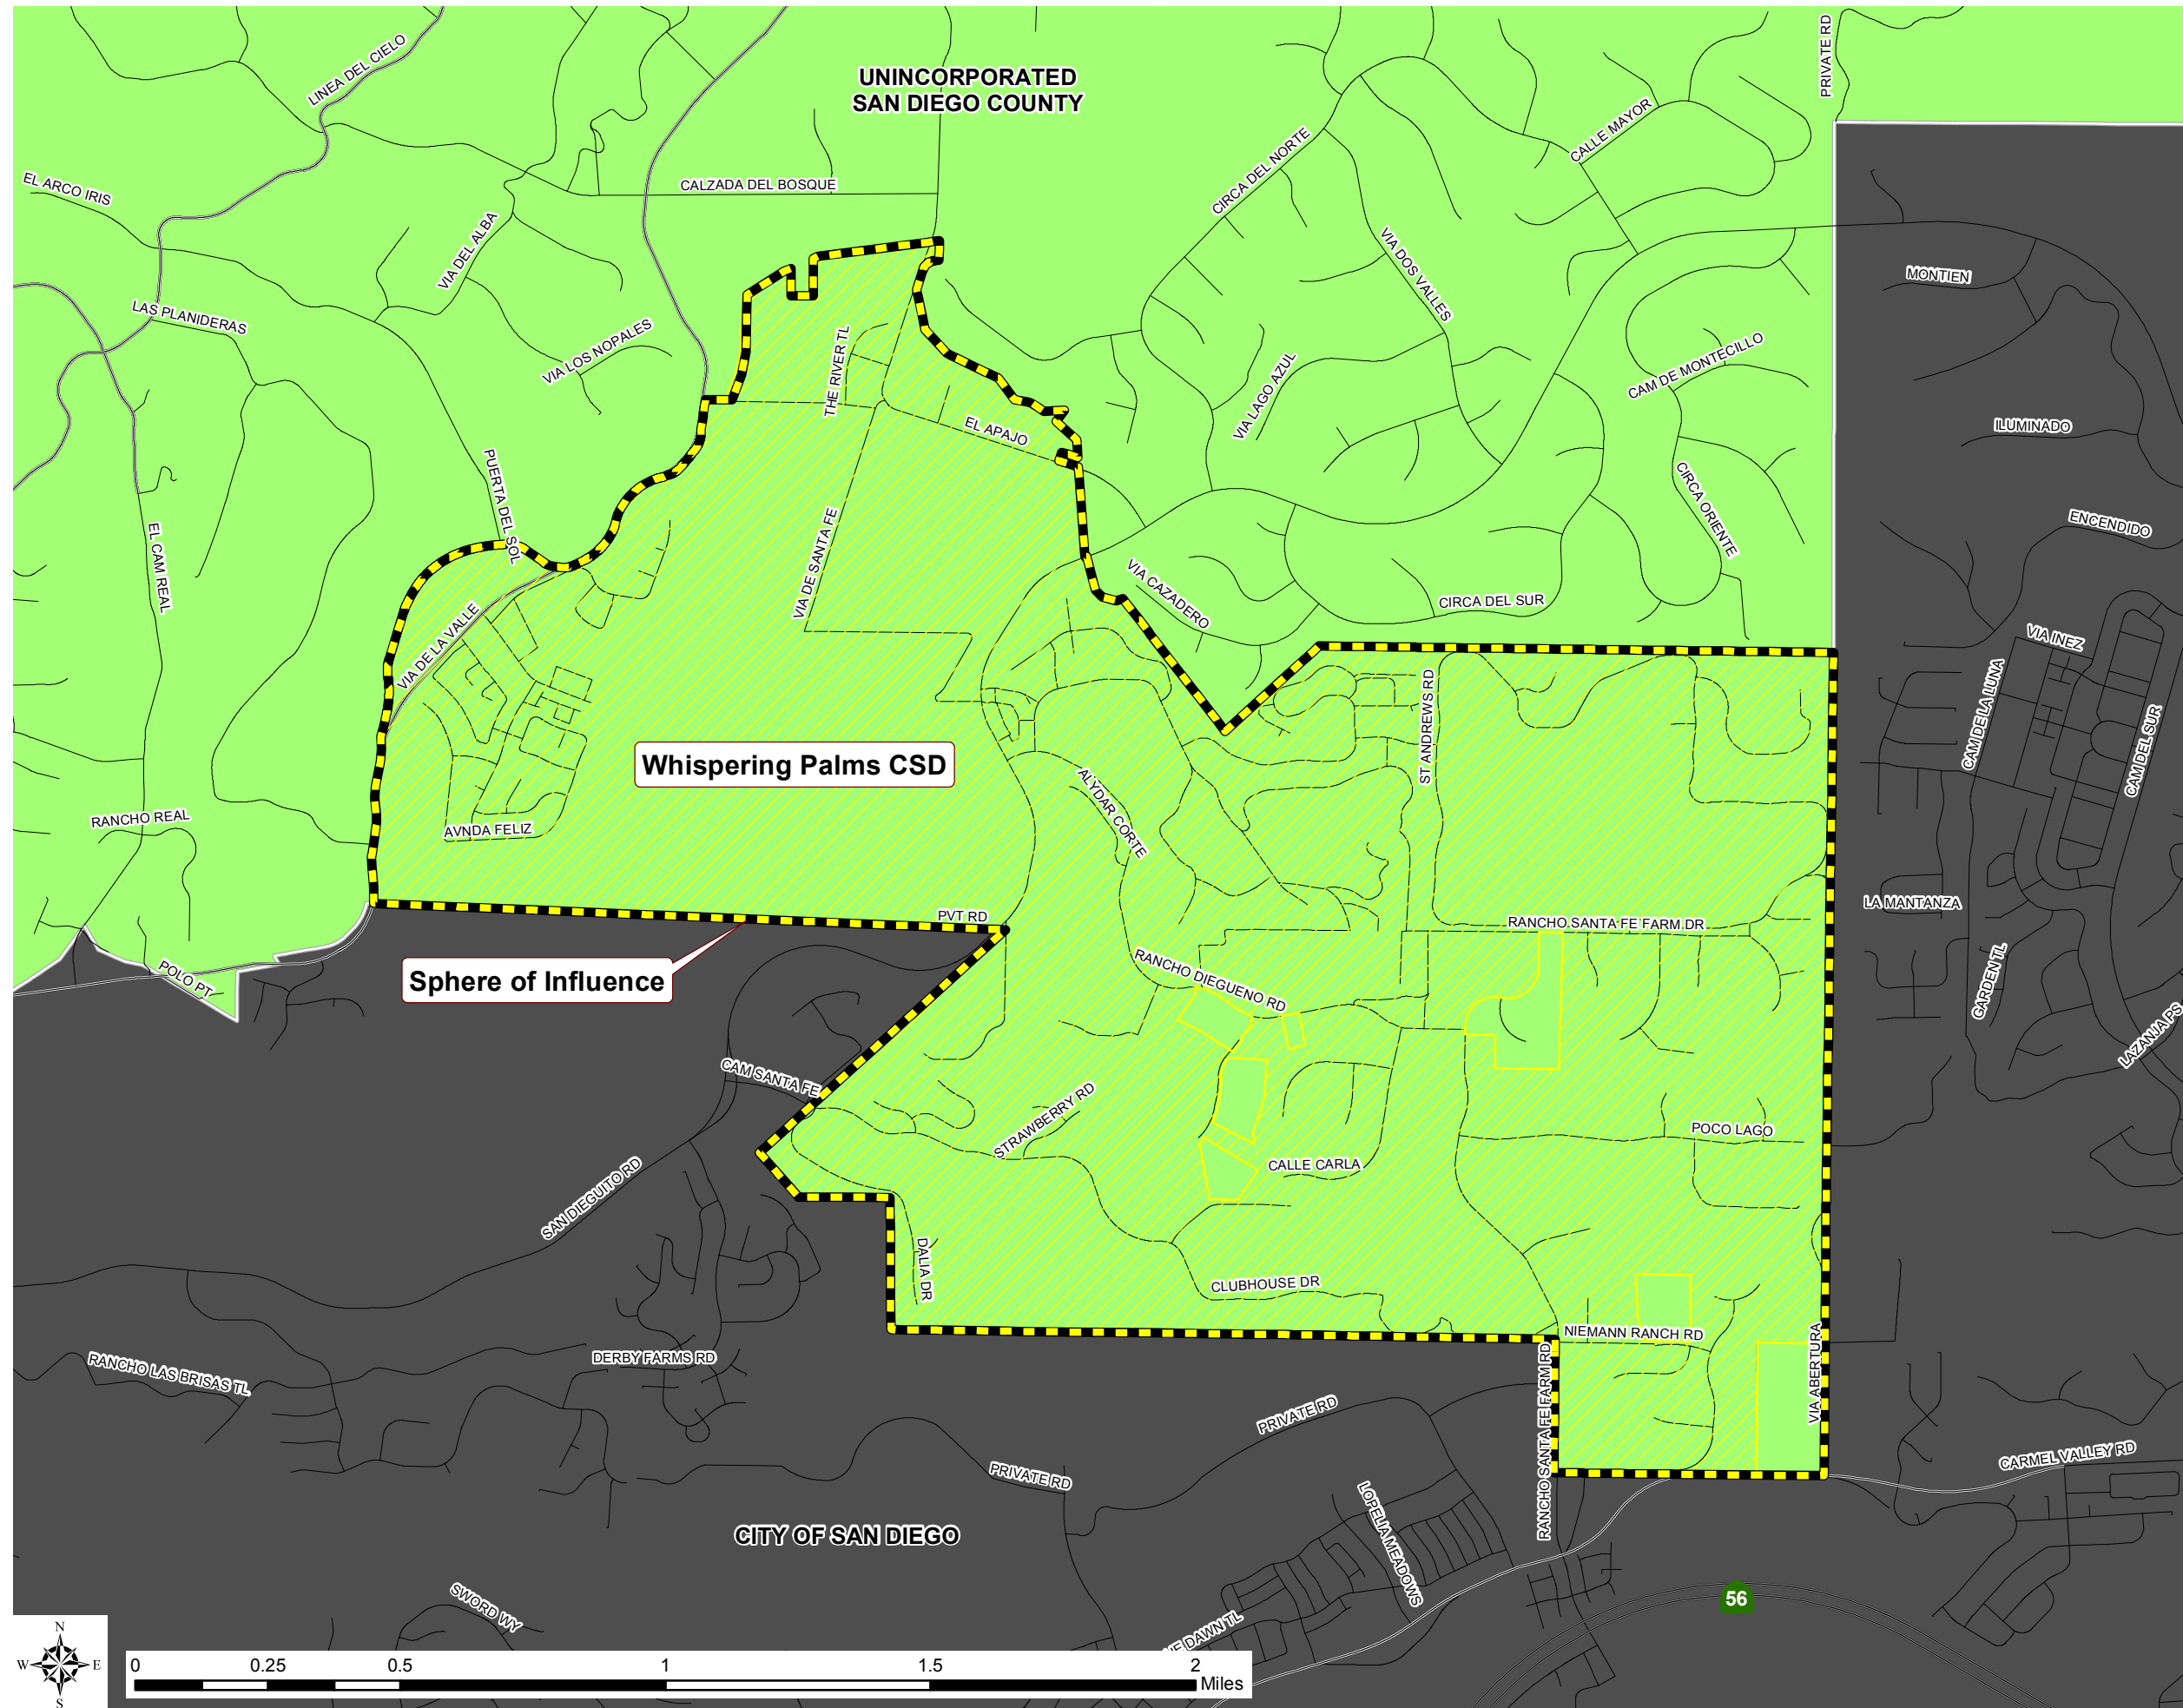 PRIVATE RD
LINEA DEL CIELO
UNINCORPORATED
SAN DIEGO COUNTY
CALLE MAYOR
CIRCA DEL NORTE
EL ARCO IRIS
CALZADA DEL BOSQUE
VIA DEL ALBA
VIA DOS VALLES
MONTIEN
LAS PLANIDERAS
VIA LOS NOPALES
THE RIVER TL
VIA LAGO AZUL
CAM DE MONTECILLO
EL APAJO
ILUMINADO
PUERTA DEL SOL
CIRCA ORIENTE
ENCENDIDO
EL CAM REAL
VIA DE SANTA FE
VIA CAZADERO
CIRCA DEL SUR
VIA DE LA VALLE
VIA INEZ
CAM DE LA LUNA
CAM DEL SUR
ST ANDREWS RD
Whispering Palms CSD
ALYDAR CORTE
RANCHO REAL
AVNDA FELIZ
LA MANTANZA
PVT RD
RANCHO SANTA FE FARM DR
POLO PT
Sphere of Influence
RANCHO DIEGUENO RD
GARDEN TL
LAZANJA PS
CAM SANTA FE
STRAWBERRY RD
POCO LAGO
CALLE CARLA
SAN DIEGUITO RD
DALIA DR
CLUBHOUSE DR
NIEMANN RANCH RD
VIA ABERTURA
RANCHO LAS BRISAS TL
DERBY FARMS RD
RANCHO SANTA FE FARM RD
PRIVATE RD
PRIVATE RD
CARMEL VALLEY RD
LOPELIA MEADOWS
CITY OF SAN DIEGO
SWORD WY
56
DAWN TL
N
W E
S
0 0.25 0.5 1 1.5 2
Miles